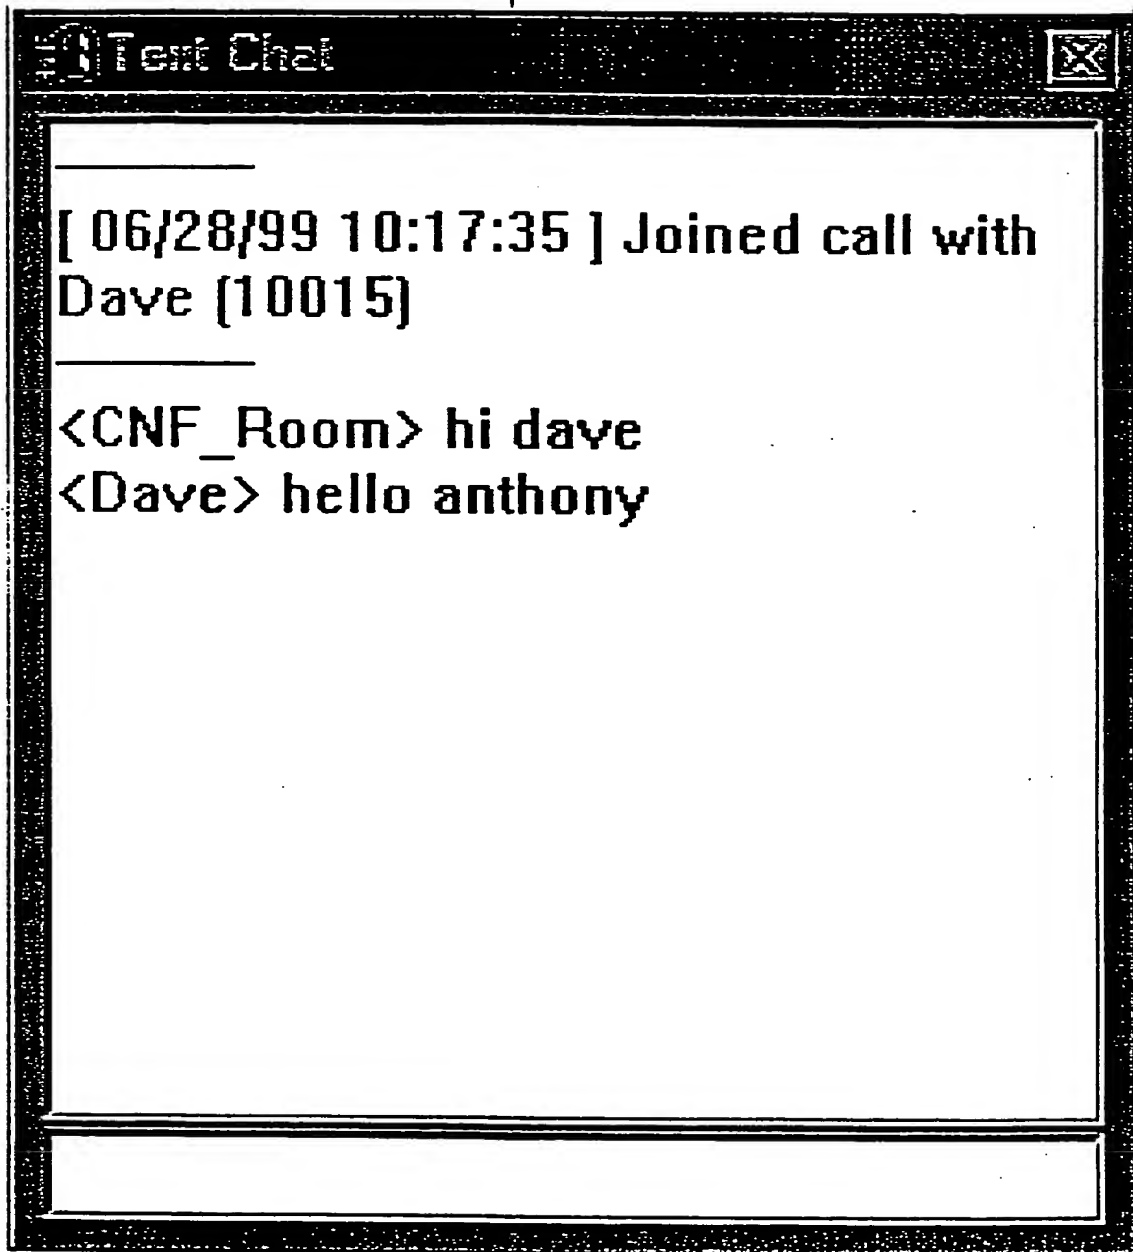 Text Chat
[ 06/28/99 10:17:35 ] Joined call with
Dave [10015]
<CNF_Room> hi dave
<Dave> hello anthony